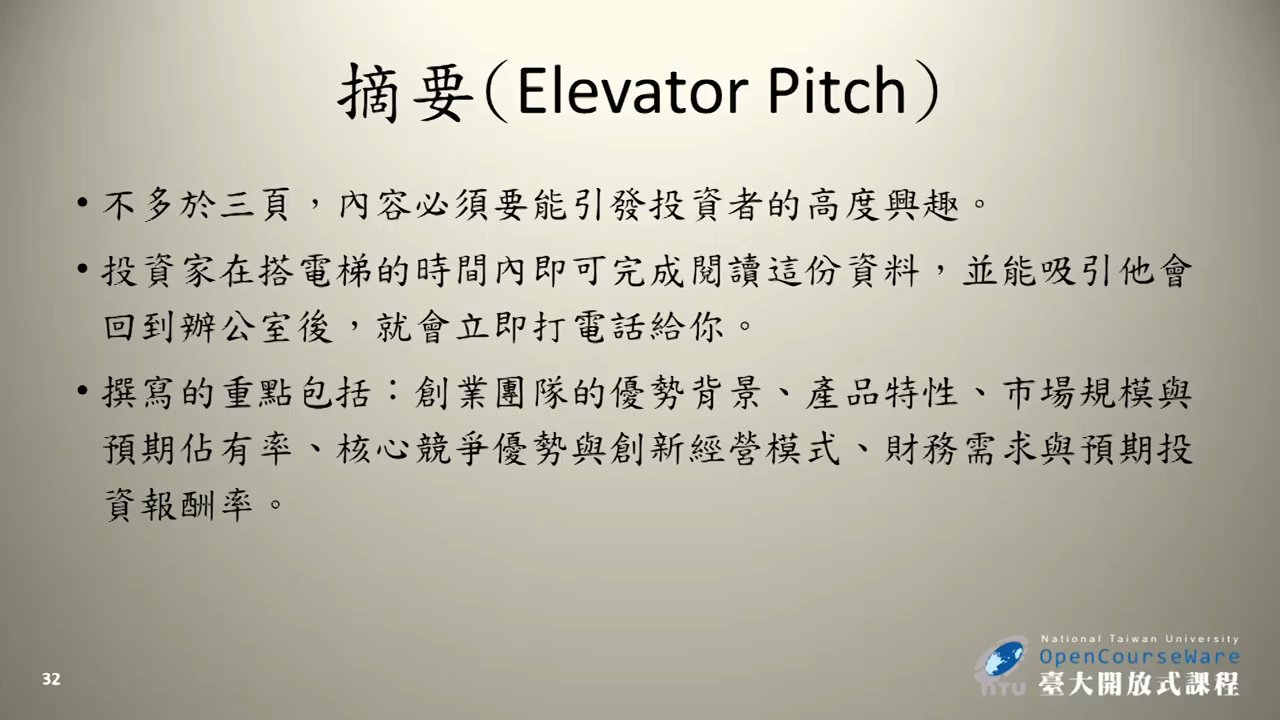 摘要(Elevator Pitch)
• 不多於三頁，內容必須要能引發投資者的高度興趣。
• 投資家在搭電梯的時間內即可完成閱讀這份資料，並能吸引他會
回到辦公室後，就會立即打電話給你。
• 撰寫的重點包括：創業團隊的優勢背景、產品特性、市場規模與
預期佔有率、核心競爭優勢與創新經營模式、財務需求與預期投
資報酬率。
32
National Taiwan University
OpenCourseWare
NTU 臺大開放式課程